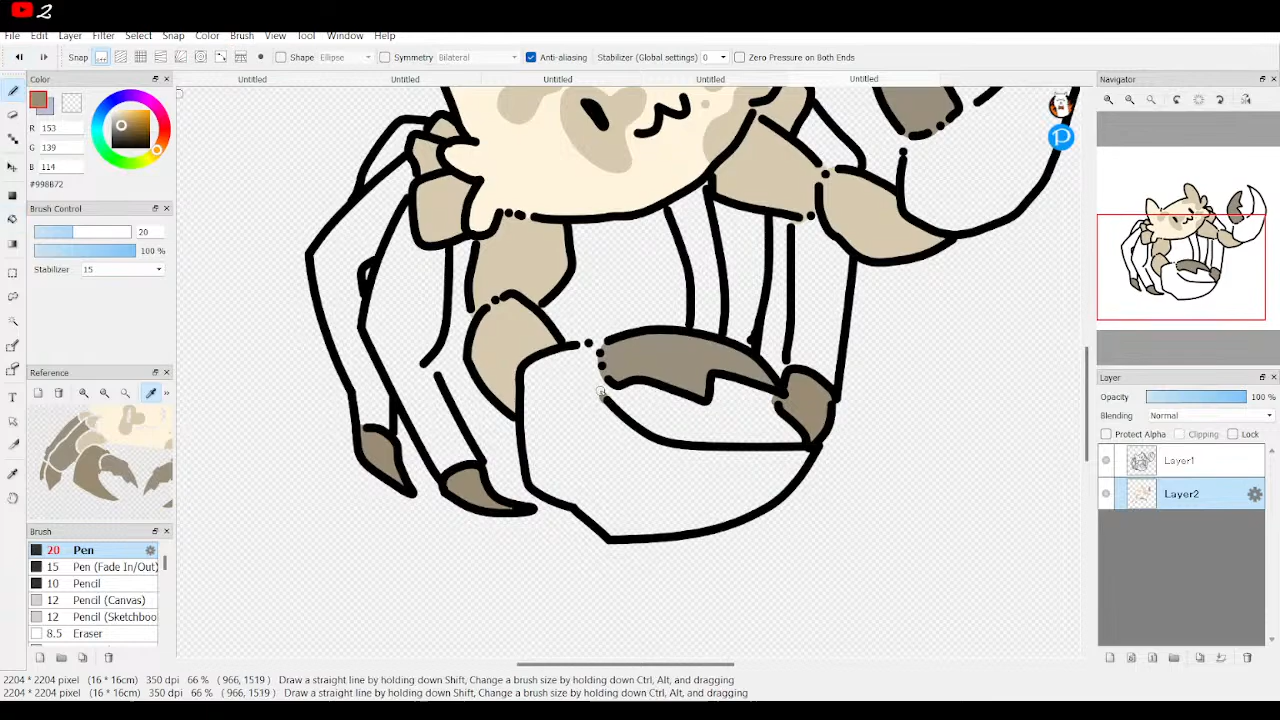 2
File Edit Layer Filter Select Snap Color Brush View Tool Window Help
Snap Shape Ellipse Symmetry Bilateral Anti-aliasing Stabilizer (Global settings) 0 Zero Pressure on Both Ends
Color
Untitled Untitled Untitled Untitled Untitled
Navigator
R 153
G 139
B 114
#998B72
Brush Control
20
100 %
Stabilizer 15
Reference
Layer
Opacity 100 %
Blending Normal
Protect Alpha Clipping Lock
Layer1
Layer2
Brush
20 Pen
15 Pen (Fade In/Out)
10 Pencil
12 Pencil (Canvas)
12 Pencil (Sketchboo
8.5 Eraser
2204 * 2204 pixel (16 * 16cm) 350 dpi 66 % ( 966, 1519 ) Draw a straight line by holding down Shift, Change a brush size by holding down Ctrl, Alt, and dragging
2204 * 2204 pixel (16 * 16cm) 350 dpi 66 % ( 966, 1519 ) Draw a straight line by holding down Shift, Change a brush size by holding down Ctrl, Alt, and dragging